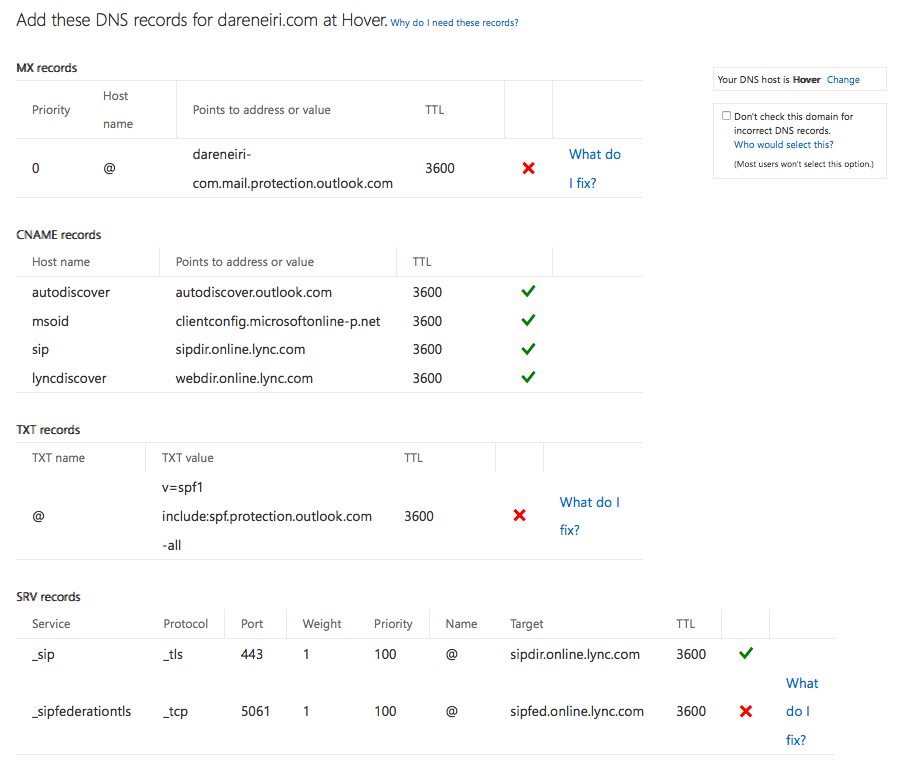 Add these DNS records for dareneiri.com at Hover. Why do I need these records?
MX records
Your DNS host is Hover Change
Priority Host name Points to address or value TTL
Don't check this domain for
incorrect DNS records.
Who would select this?
(Most users won't select this option.)
0 @ dareneiri-
com.mail.protection.outlook.com 3600 What do
I fix?
CNAME records
Host name Points to address or value TTL
autodiscover autodiscover.outlook.com 3600
msoid clientconfig.microsoftonline-p.net 3600
sip sipdir.online.lync.com 3600
lyncdiscover webdir.online.lync.com 3600
TXT records
TXT name TXT value TTL
v=spf1
@ include:spf.protection.outlook.com 3600 What do I
fix?
-all
SRV records
Service Protocol Port Weight Priority Name Target TTL
_sip _tls 443 1 100 @ sipdir.online.lync.com 3600
_sipfederationtls _tcp 5061 1 100 @ sipfed.online.lync.com 3600 What
do I
fix?